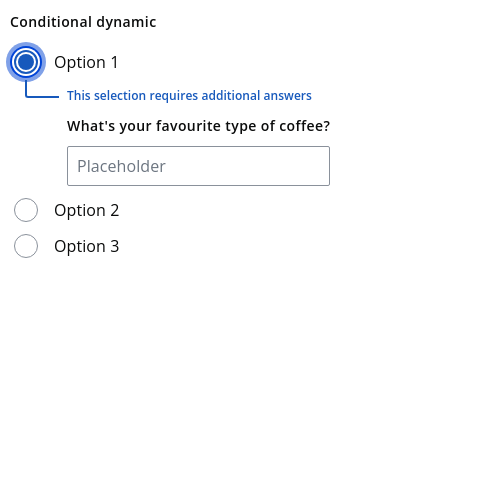 Conditional dynamic
Option 1
This selection requires additional answers
What's your favourite type of coffee?
Placeholder
Option 2
Option 3